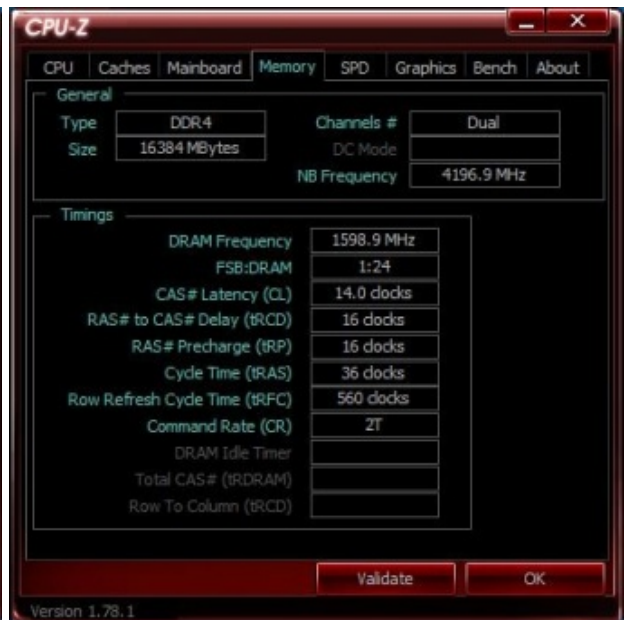 CPU-Z
CPU Caches Mainboard Memory SPD Graphics Bench About
General
Type DDR4 Channels # Dual
Size 16384 MBytes DC Mode
NB Frequency 4196.9 MHz
Timings
DRAM Frequency 1598.9 MHz
FSB:DRAM 1:24
CAS# Latency (CL) 14.0 clocks
RAS# to CAS# Delay (tRCD) 16 clocks
RAS# Precharge (tRP) 16 clocks
Cycle Time (tRAS) 36 clocks
Row Refresh Cycle Time (tRFC) 560 clocks
Command Rate (CR) 2T
DRAM Idle Timer
Total CAS# (tRDRAM)
Row To Column (tRCD)
Validate OK
Version 1.78.1